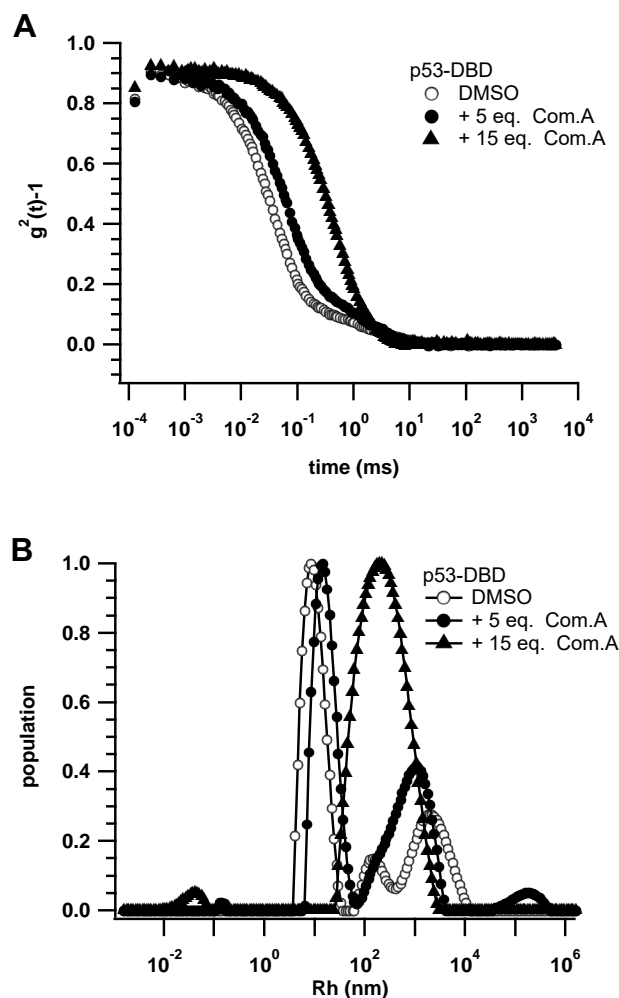 A
1.0
0.8
0.6
0.4
0.2
0.0
g²(t)-1
p53-DBD
DMSO
+ 5 eq. Com.A
+ 15 eq. Com.A
10⁻⁴ 10⁻³ 10⁻² 10⁻¹ 10⁰ 10¹ 10² 10³ 10⁴
time (ms)
B
1.0
0.8
0.6
0.4
0.2
0.0
population
p53-DBD
DMSO
+ 5 eq. Com.A
+ 15 eq. Com.A
10⁻² 10⁰ 10² 10⁴ 10⁶
Rh (nm)